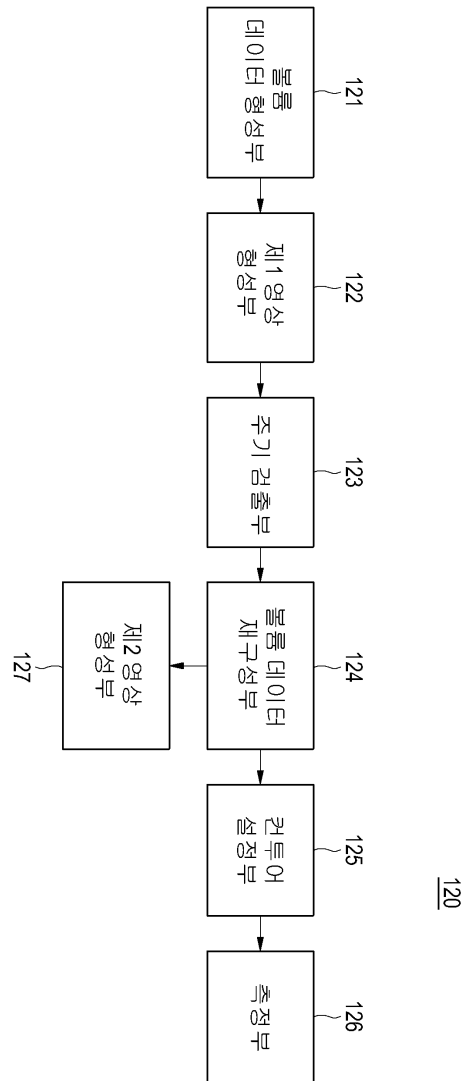 120
121
볼륨
데이터 형성부
122
제1 영상
형성부
123
주기 검출부
124
볼륨 데이터
재구성부
125
컨투어
설정부
126
측정부
제2 영상
형성부
127